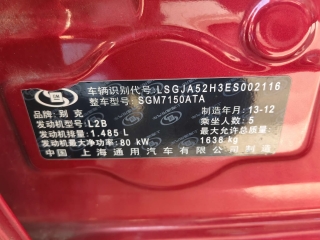 车辆识别代号: LSGJA52H3ES002116
整车型号: SGM7150ATA
品牌: 别克
制造年月: 13-12
发动机型号: L2B
乘坐人数: 5
发动机排量: 1.485 L
最大允许总质量:
发动机最大净功率: 80 kW
1638 kg
中国 上海通用汽车有限公司 制造